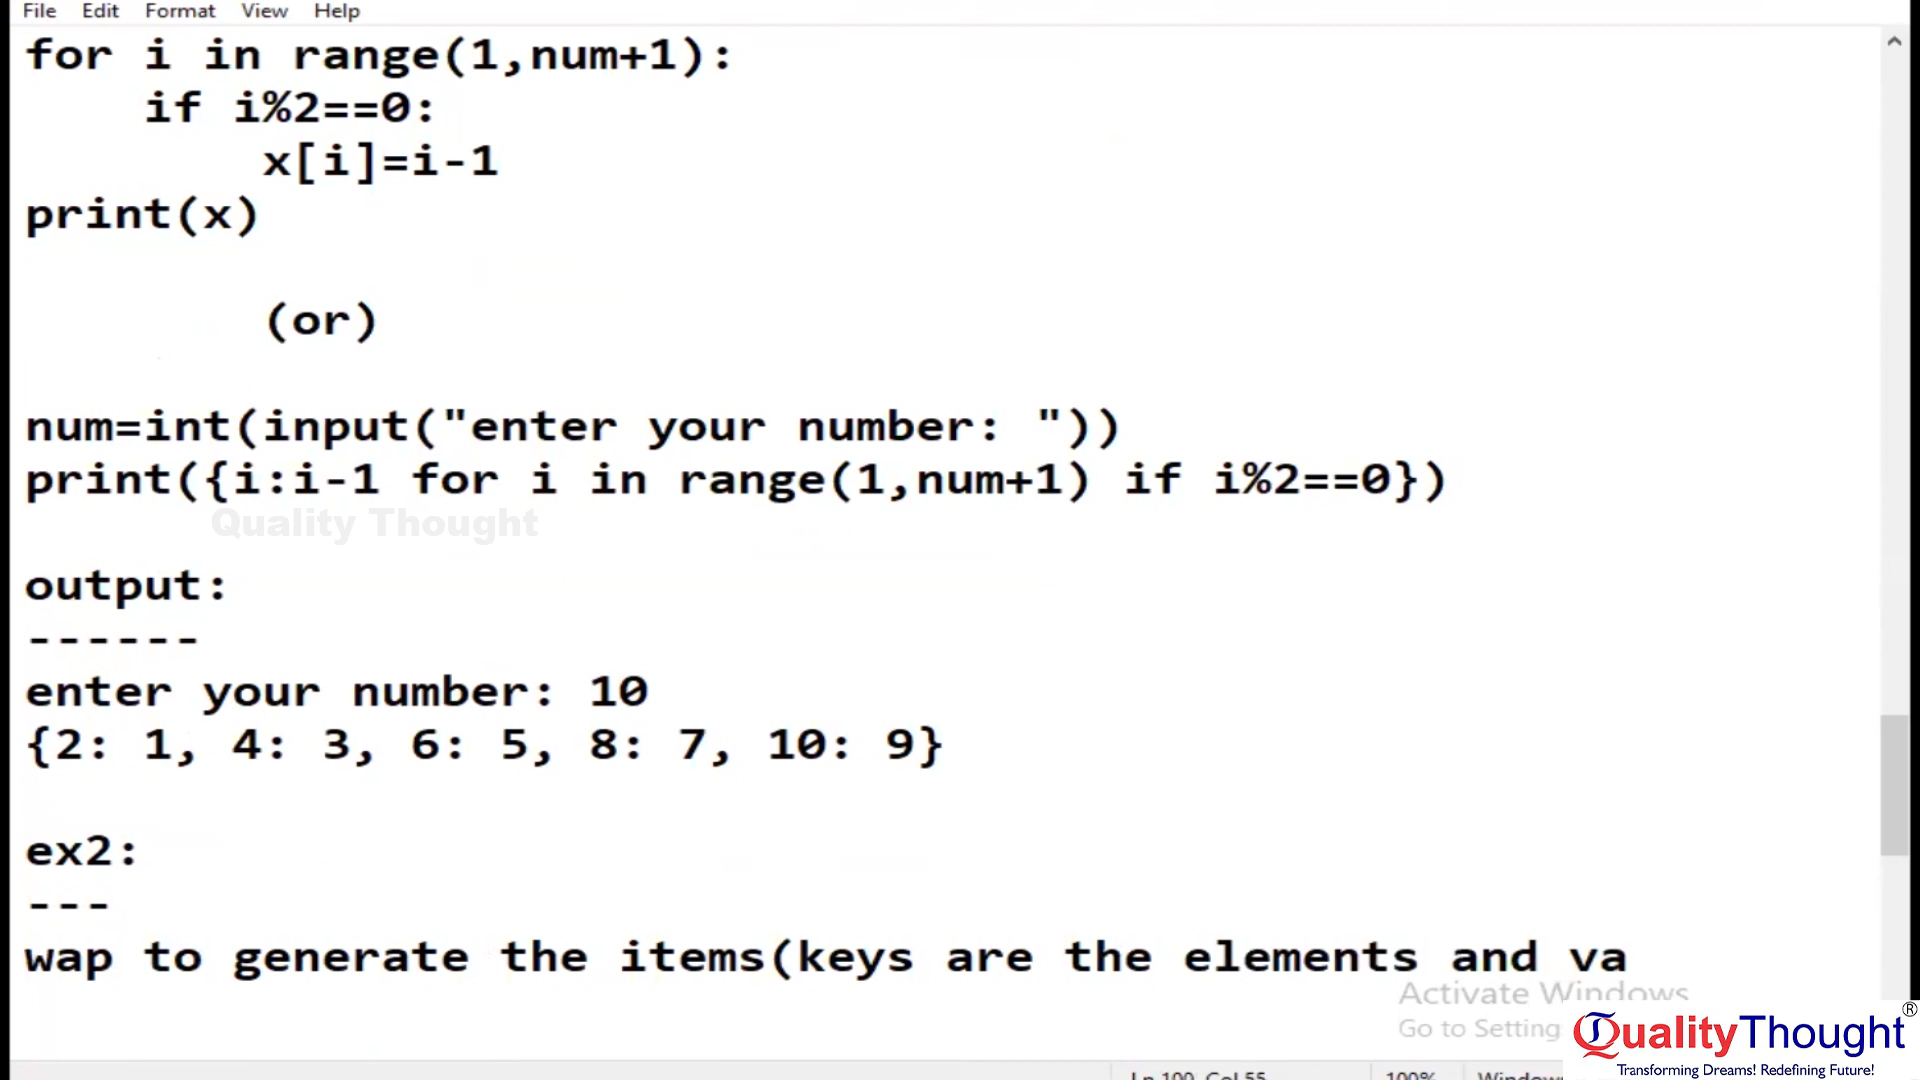 File Edit Format View Help
for i in range(1,num+1):
    if i%2==0:
        x[i]=i-1
print(x)
(or)
num=int(input("enter your number: "))
print({i:i-1 for i in range(1,num+1) if i%2==0})
Quality Thought
output:
------
enter your number: 10
{2: 1, 4: 3, 6: 5, 8: 7, 10: 9}
ex2:
---
wap to generate the items(keys are the elements and va
Activate Windows
Go to Setting
QualityThought®
Transforming Dreams! Redefining Future!